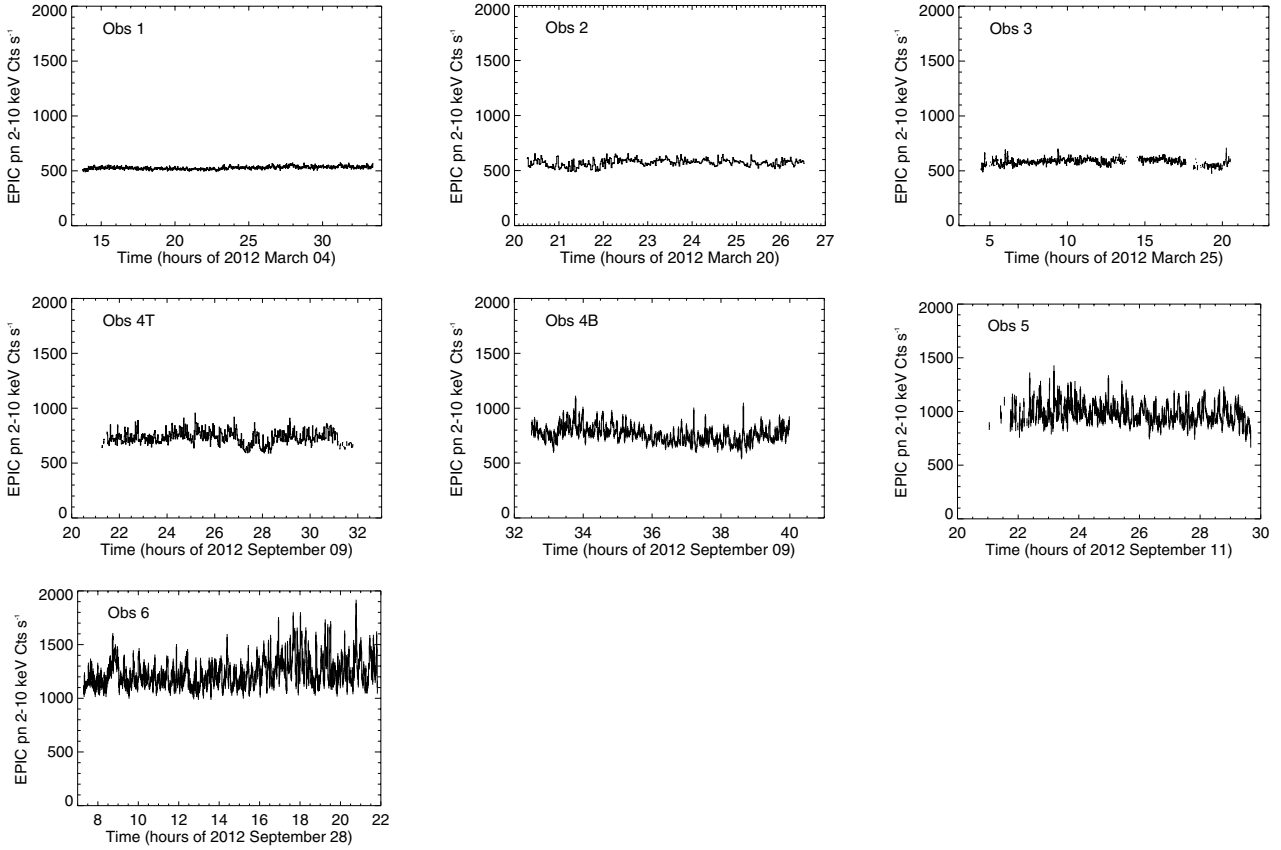 Obs 1
EPIC pn 2-10 keV Cts s⁻¹
2000
1500
1000
500
0
15 20 25 30
Time (hours of 2012 March 04)
Obs 2
EPIC pn 2-10 keV Cts s⁻¹
2000
1500
1000
500
0
20 21 22 23 24 25 26 27
Time (hours of 2012 March 20)
Obs 3
EPIC pn 2-10 keV Cts s⁻¹
2000
1500
1000
500
0
5 10 15 20
Time (hours of 2012 March 25)
Obs 4T
EPIC pn 2-10 keV Cts s⁻¹
2000
1500
1000
500
0
20 22 24 26 28 30 32
Time (hours of 2012 September 09)
Obs 4B
EPIC pn 2-10 keV Cts s⁻¹
2000
1500
1000
500
0
32 34 36 38 40
Time (hours of 2012 September 09)
Obs 5
EPIC pn 2-10 keV Cts s⁻¹
2000
1500
1000
500
0
20 22 24 26 28 30
Time (hours of 2012 September 11)
Obs 6
EPIC pn 2-10 keV Cts s⁻¹
2000
1500
1000
500
0
8 10 12 14 16 18 20 22
Time (hours of 2012 September 28)